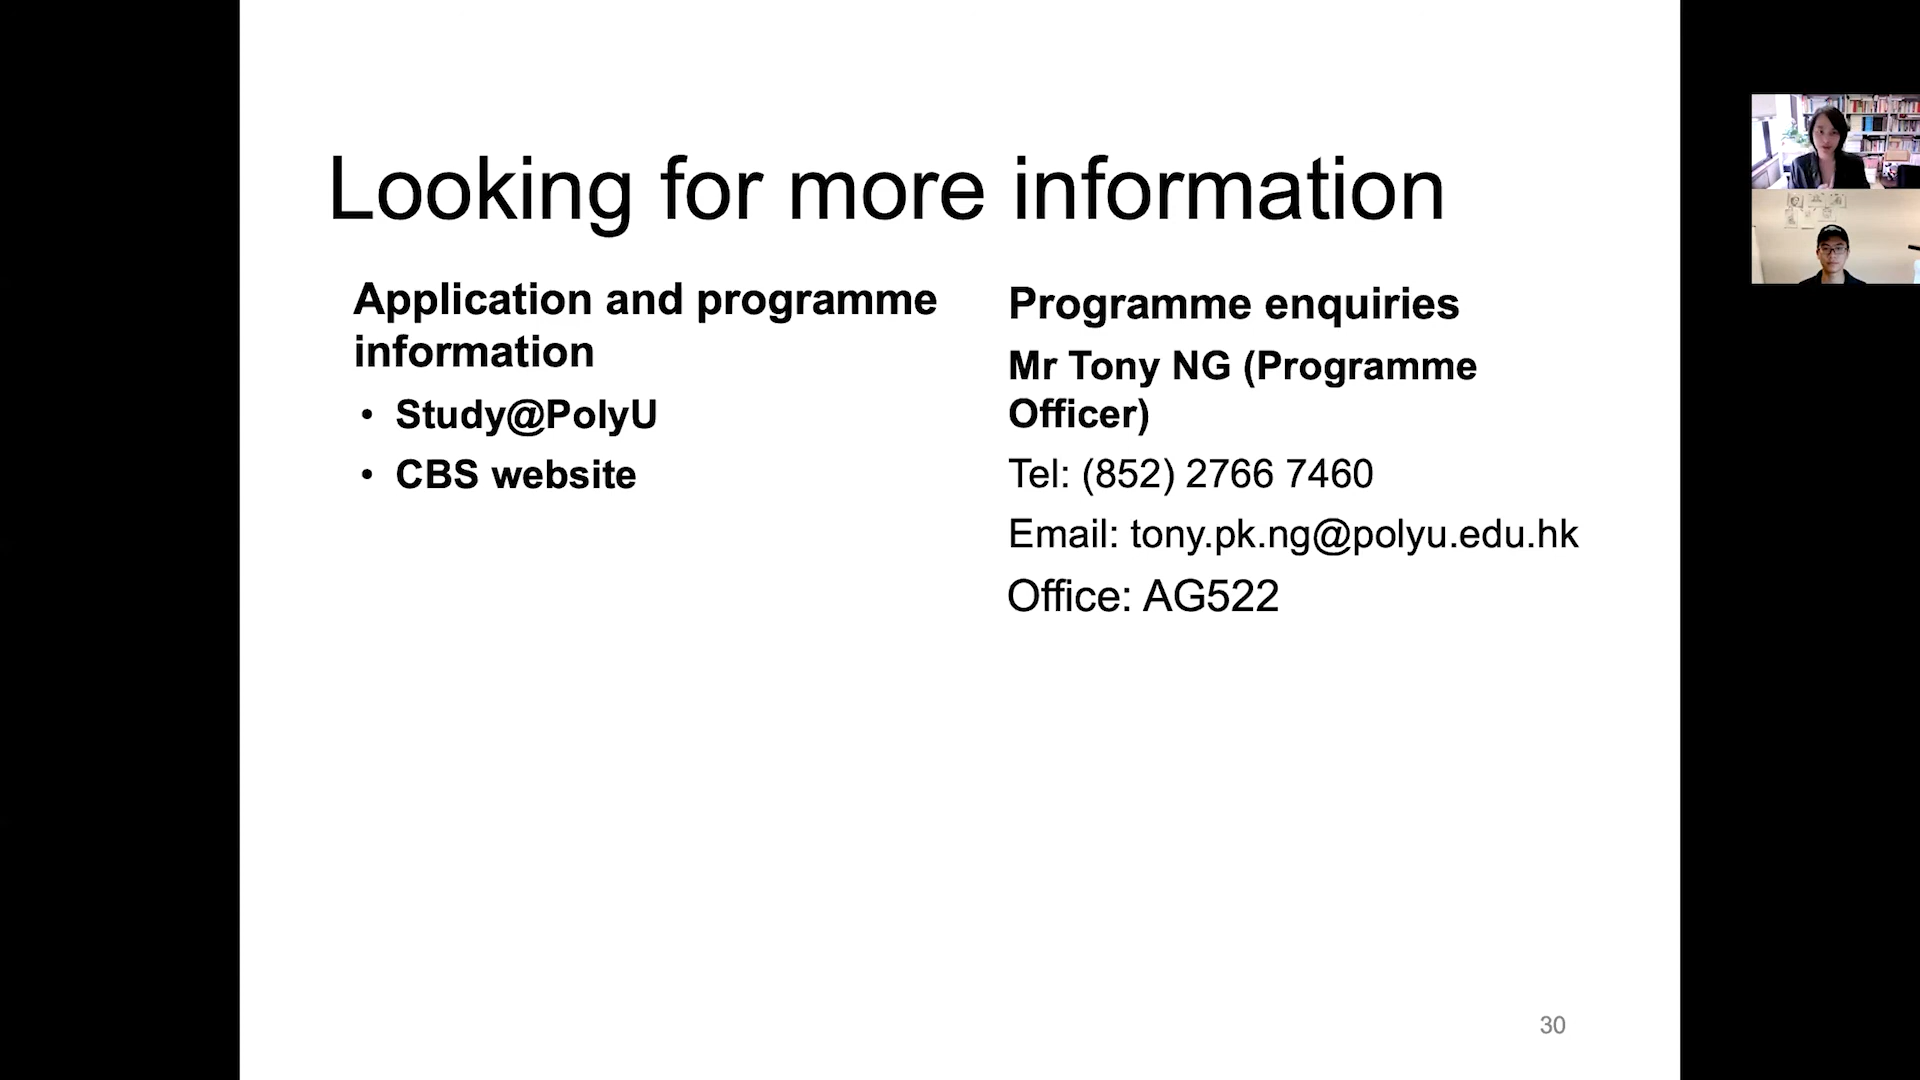 Looking for more information
Application and programme
information
• Study@PolyU
• CBS website
Programme enquiries
Mr Tony NG (Programme
Officer)
Tel: (852) 2766 7460
Email: tony.pk.ng@polyu.edu.hk
Office: AG522
30